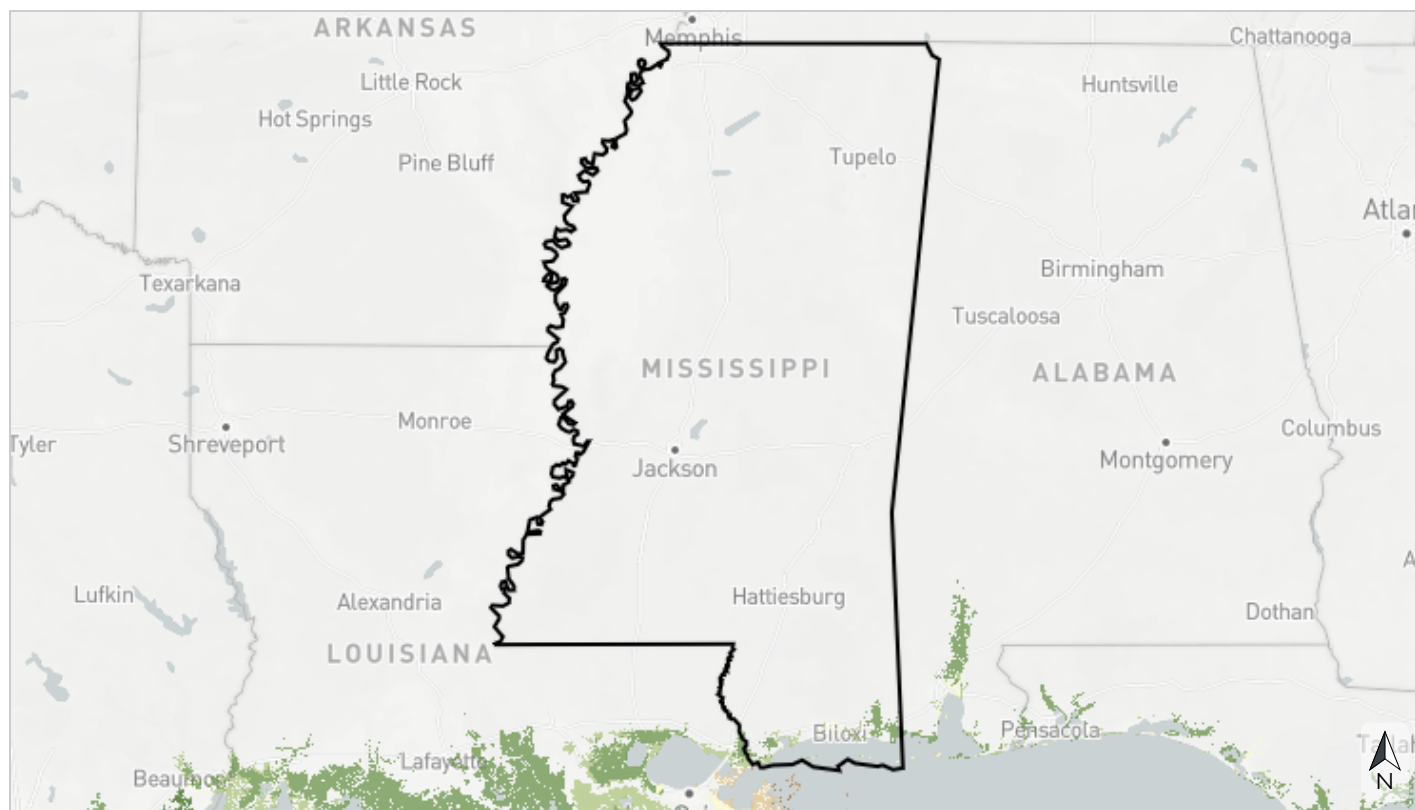 ARKANSAS
Memphis
Chattanooga
Little Rock
Huntsville
Hot Springs
Pine Bluff
Tupelo
Atla
Birmingham
Texarkana
Tuscaloosa
MISSISSIPPI
ALABAMA
Monroe
Columbus
Tyler
Shreveport
Jackson
Montgomery
A
Lufkin
Alexandria
Hattiesburg
Dothan
LOUISIANA
Biloxi
Pensacola
Lafayette
Beaumont
N